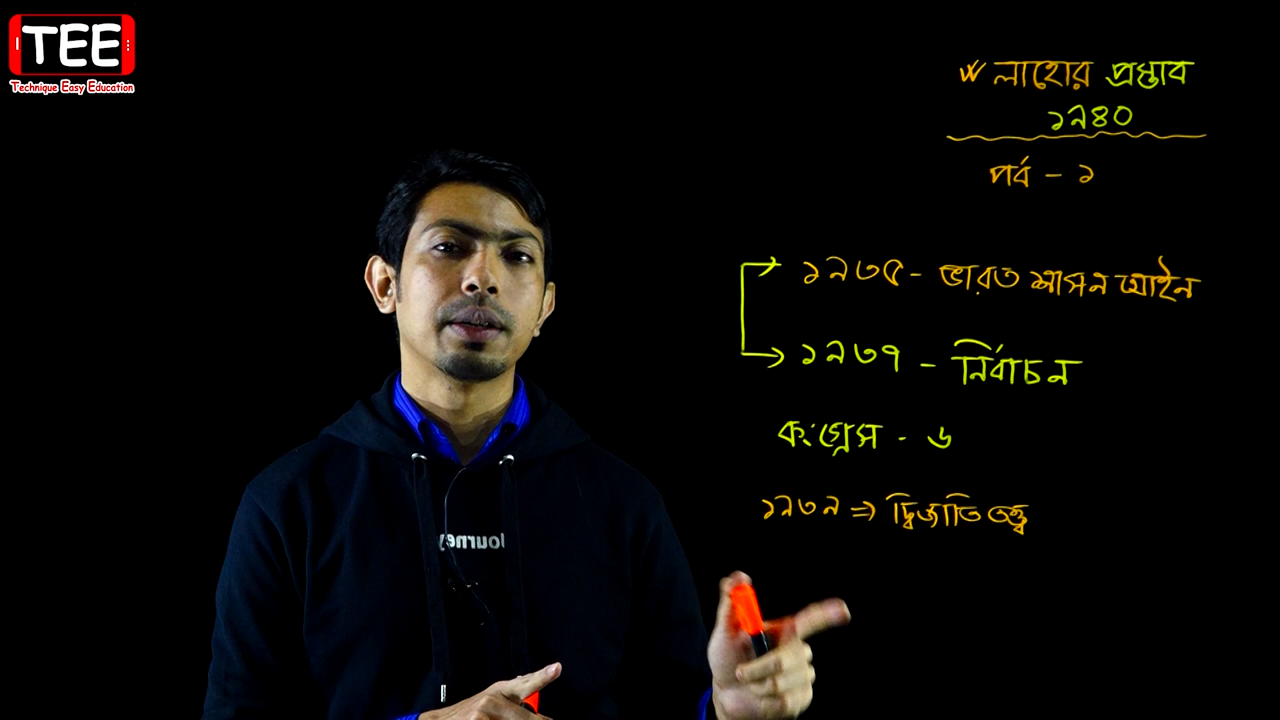 TEE
Technique Easy Education
লাহোর প্রস্তাব
১৯৪০
পর্ব - ১
১৯৩৫ - ভারত শাসন আইন
১৯৩৭ - নির্বাচন
কংগ্রেস - ৬
১৯৩৯ ⇒ দ্বিজাতি তত্ত্ব
Journey